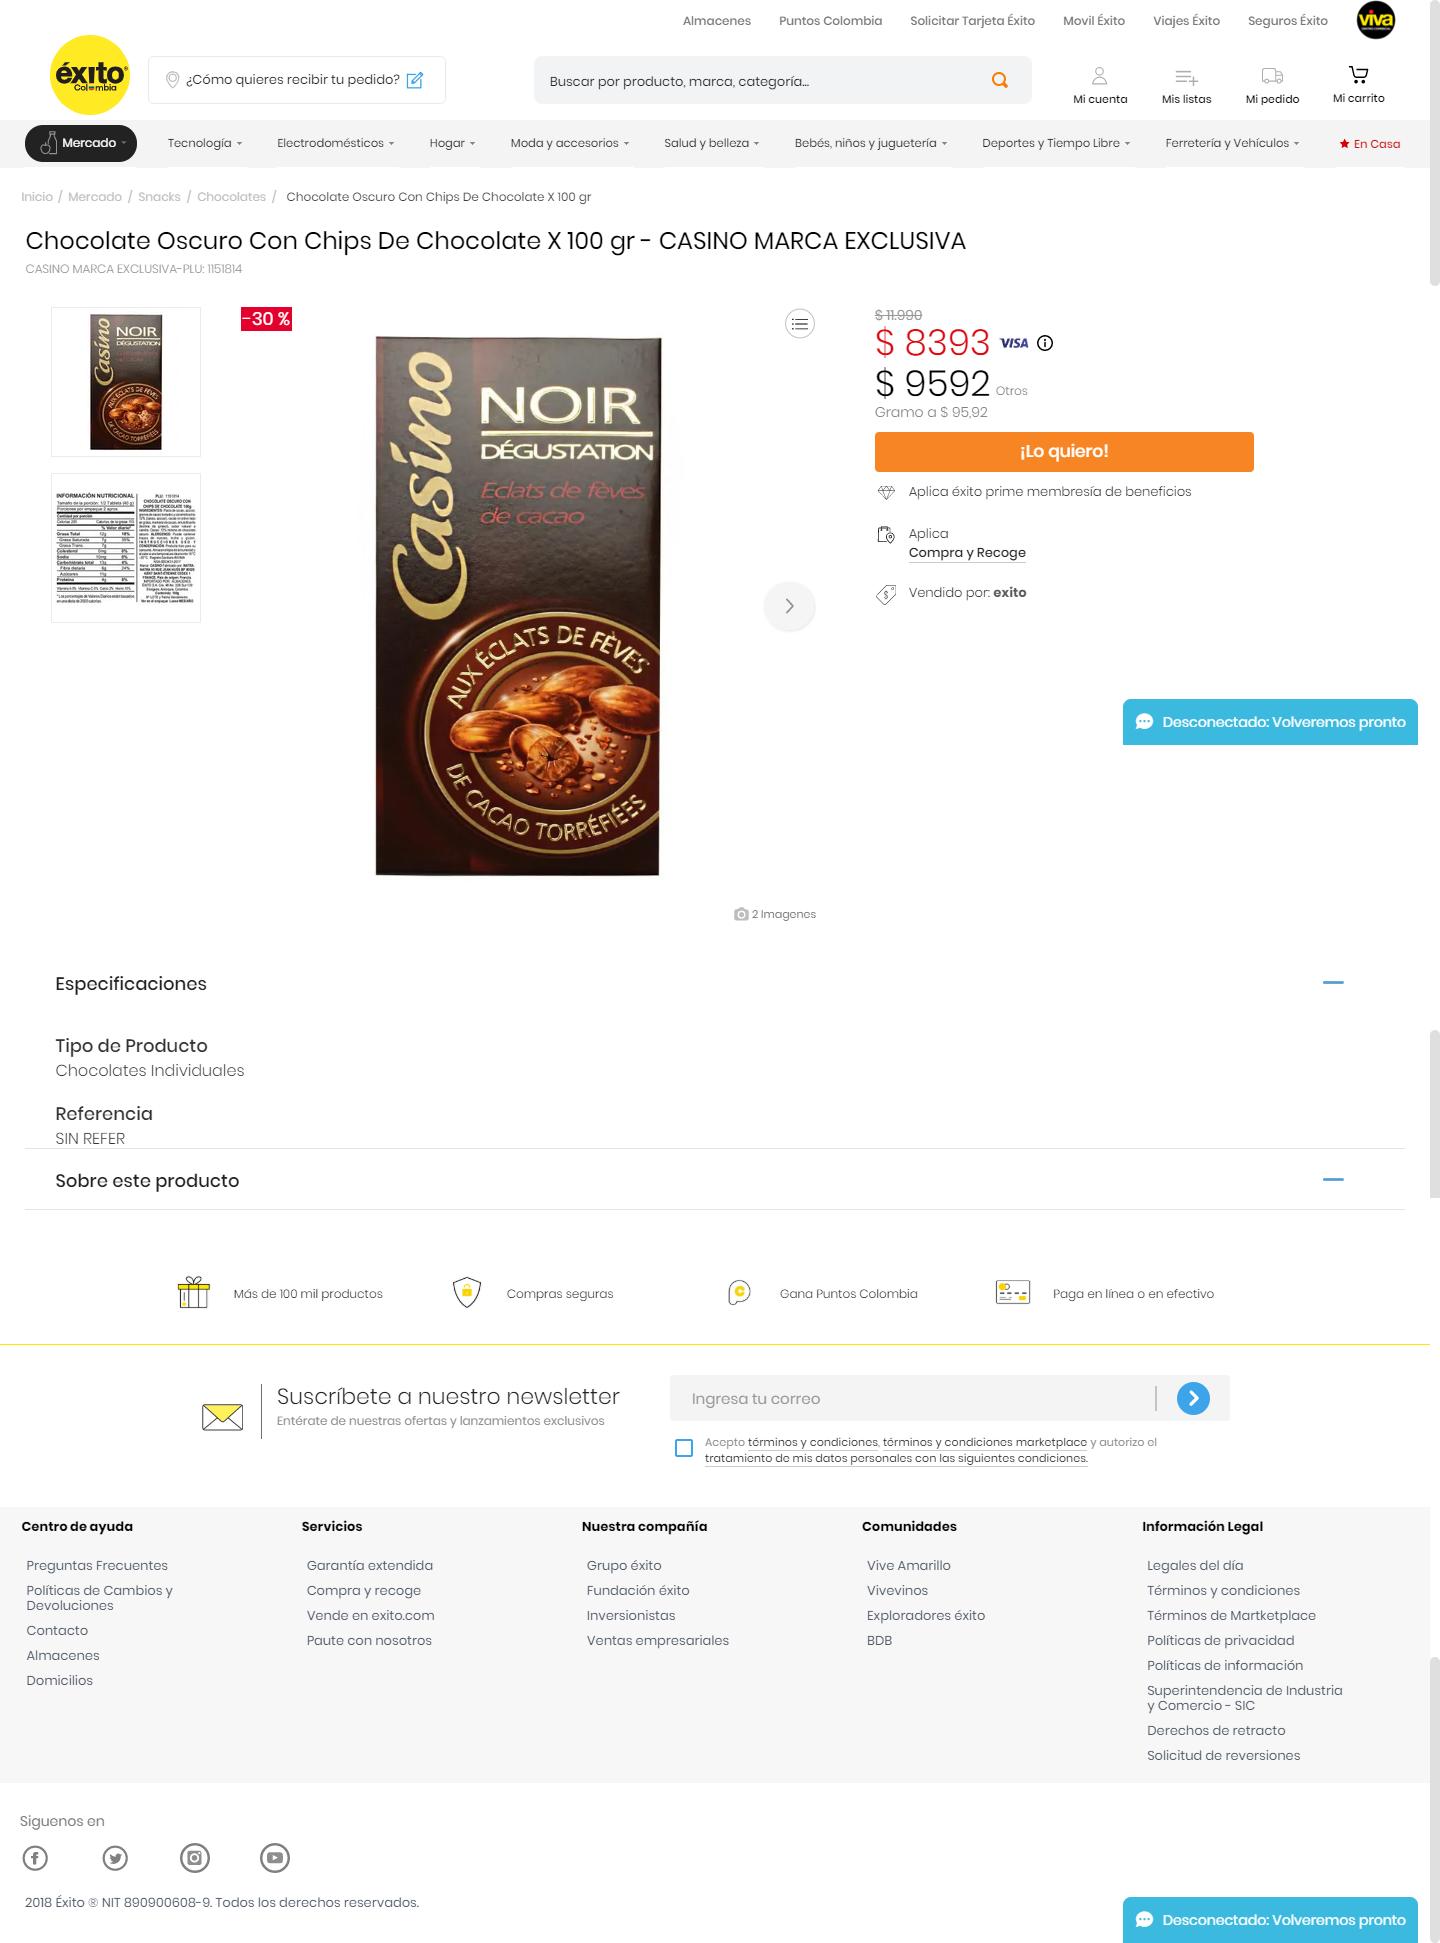 Almacenes Puntos Colombia Solicitar Tarjeta Éxito Movil Éxito Viajes Éxito Seguros Éxito viva
éxito
Colombia
¿Cómo quieres recibir tu pedido?
Buscar por producto, marca, categoría...
Mi cuenta Mis listas Mi pedido Mi carrito
Mercado Tecnología Electrodomésticos Hogar Moda y accesorios Salud y belleza Bebés, niños y juguetería Deportes y Tiempo Libre Ferretería y Vehículos En Casa
Inicio / Mercado / Snacks / Chocolates / Chocolate Oscuro Con Chips De Chocolate X 100 gr
Chocolate Oscuro Con Chips De Chocolate X 100 gr - CASINO MARCA EXCLUSIVA
CASINO MARCA EXCLUSIVA-PLU: 1151814
-30 %
Casino
NOIR
DÉGUSTATION
Eclats de fèves
de cacao
AUX ÉCLATS DE FÈVES
DE CACAO TORRÉFIÉES
Casino
NOIR
DÉGUSTATION
AUX ÉCLATS DE FÈVES
DE CACAO TORRÉFIÉES
INFORMACIÓN NUTRICIONAL
$ 11.990
$ 8393 VISA
$ 9592 Otros
Gramo a $ 95,92
¡Lo quiero!
Aplica éxito prime membresía de beneficios
Aplica
Compra y Recoge
Vendido por: exito
Desconectado: Volveremos pronto
2 Imagenes
Especificaciones
Tipo de Producto
Chocolates Individuales
Referencia
SIN REFER
Sobre este producto
Más de 100 mil productos Compras seguras Gana Puntos Colombia Paga en línea o en efectivo
Suscríbete a nuestro newsletter
Entérate de nuestras ofertas y lanzamientos exclusivos
Ingresa tu correo
Acepto términos y condiciones, términos y condiciones marketplace y autorizo el
tratamiento de mis datos personales con las siguientes condiciones.
Centro de ayuda
Preguntas Frecuentes
Políticas de Cambios y
Devoluciones
Contacto
Almacenes
Domicilios
Servicios
Garantía extendida
Compra y recoge
Vende en exito.com
Paute con nosotros
Nuestra compañía
Grupo éxito
Fundación éxito
Inversionistas
Ventas empresariales
Comunidades
Vive Amarillo
Vivevinos
Exploradores éxito
BDB
Información Legal
Legales del día
Términos y condiciones
Términos de Martketplace
Políticas de privacidad
Políticas de información
Superintendencia de Industria
y Comercio - SIC
Derechos de retracto
Solicitud de reversiones
Siguenos en
2018 Éxito ® NIT 890900608-9. Todos los derechos reservados.
Desconectado: Volveremos pronto